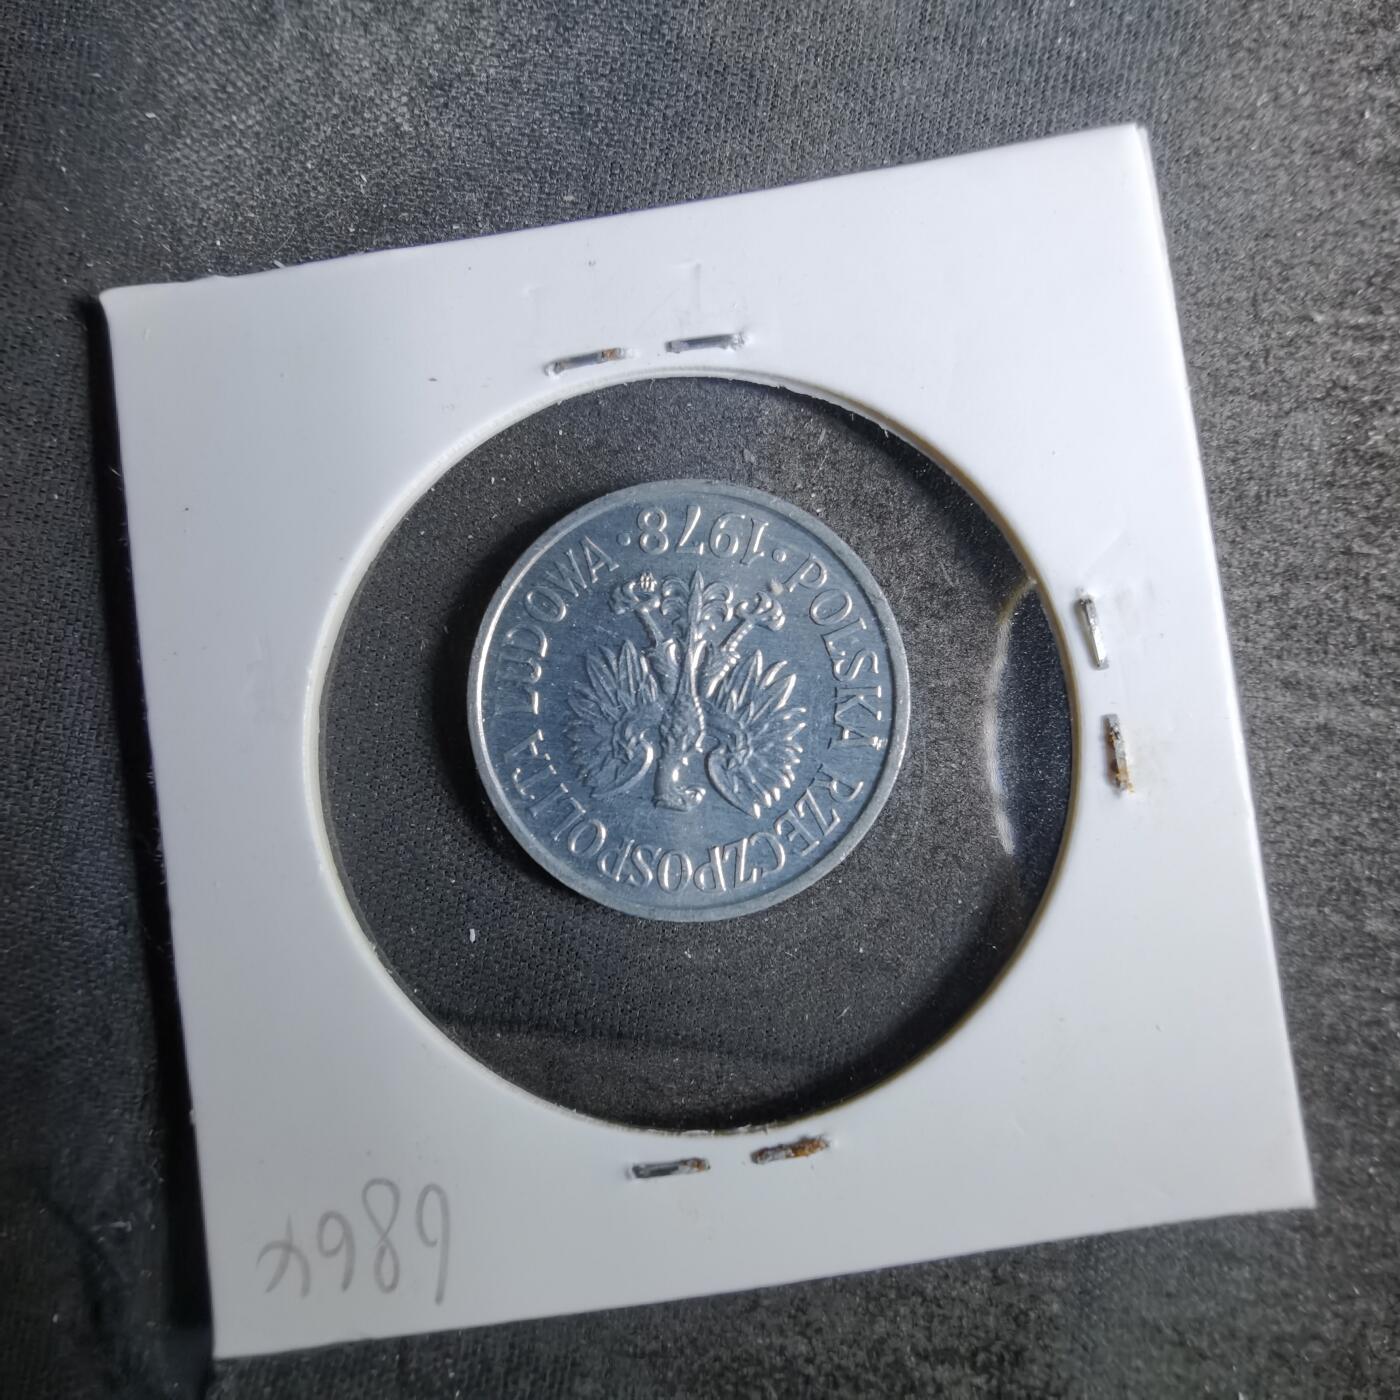 POLSKA RZECZPOSPOLITA LUDOWA · 1978 ·